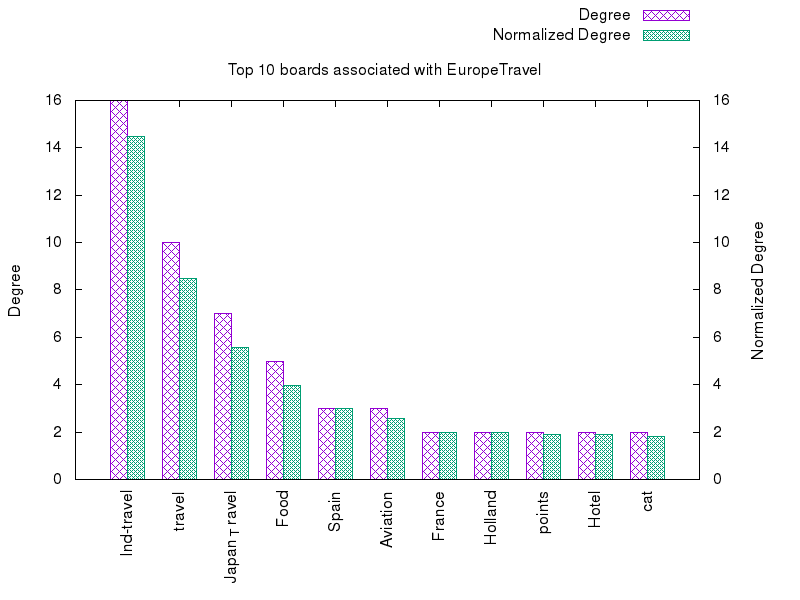 Degree
Normalized Degree
Top 10 boards associated with EuropeTravel
16 16
14 14
12 12
10 10
8 8
6 6
4 4
2 2
0 0
Degree
Normalized Degree
Ind-travel
travel
Japan T ravel
Food
Spain
Aviation
France
Holland
points
Hotel
cat